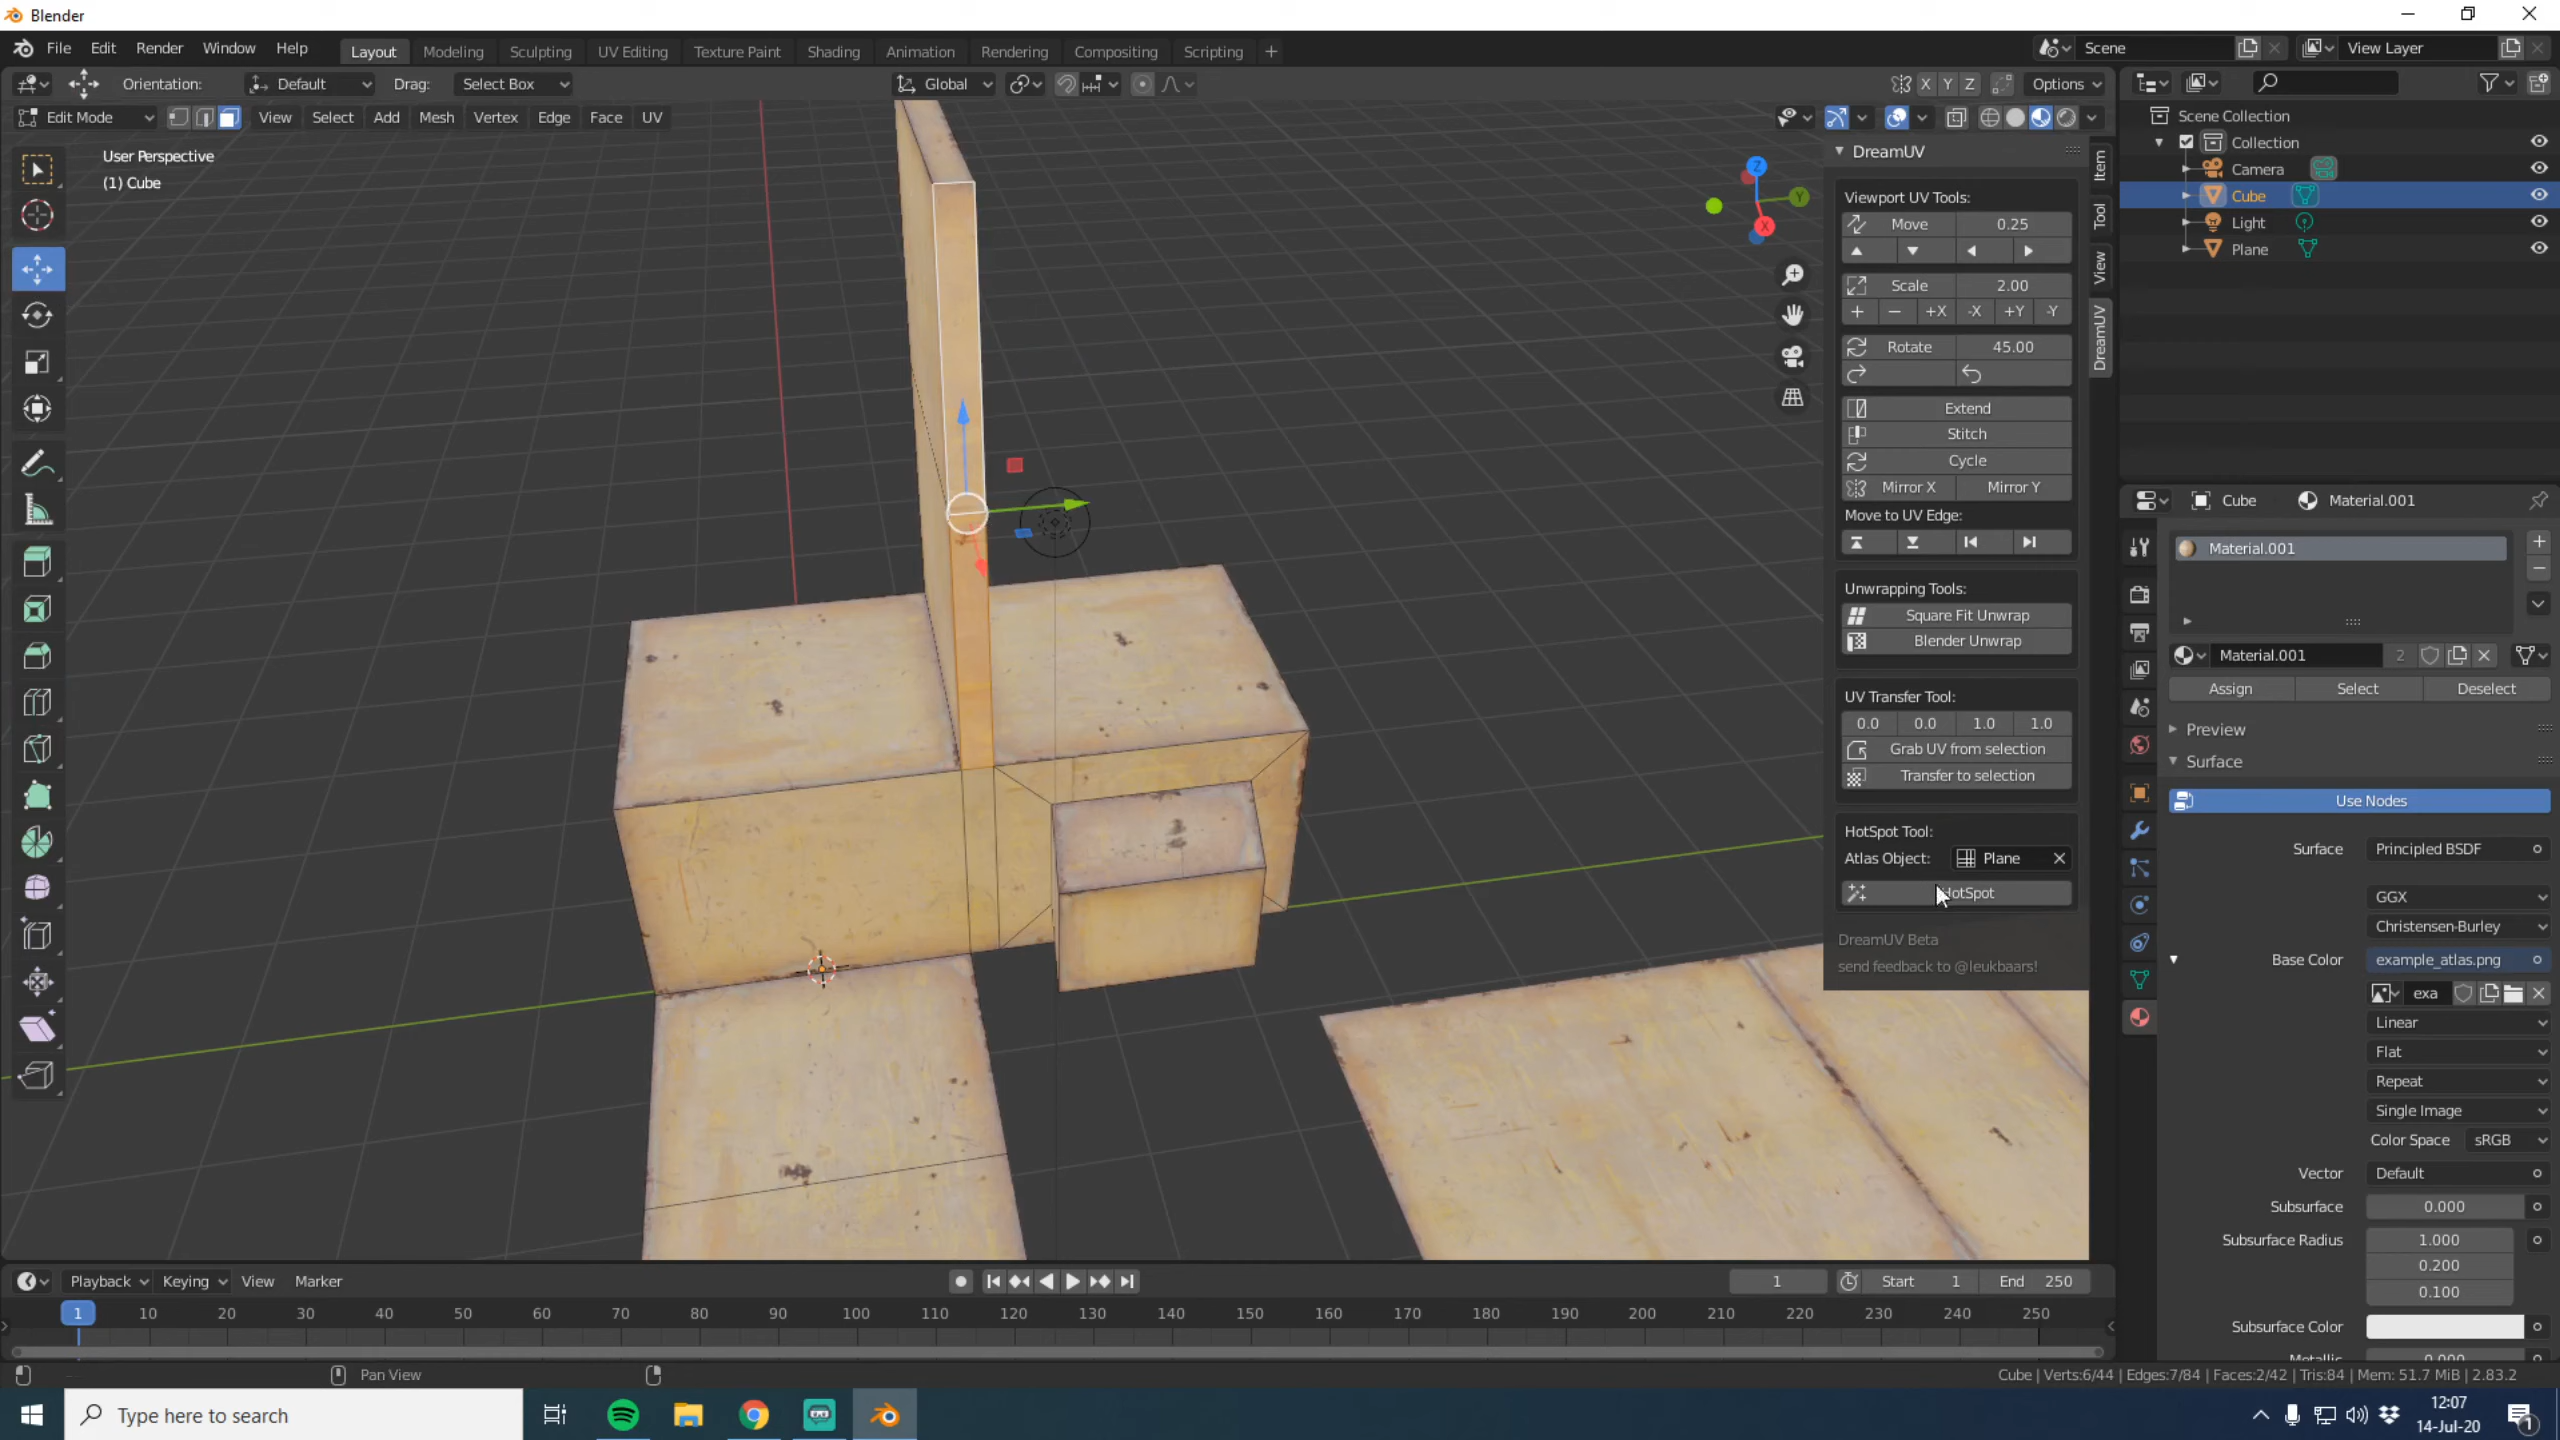 Blender
File Edit Render Window Help Layout Modeling Sculpting UV Editing Texture Paint Shading Animation Rendering Compositing Scripting + Scene View Layer
Orientation: Default Drag: Select Box Global X Y Z Options
Edit Mode View Select Add Mesh Vertex Edge Face UV
User Perspective
(1) Cube
Z
Y
X
DreamUV
Viewport UV Tools:
Move 0.25
Scale 2.00
+ − +X -X +Y -Y
Rotate 45.00
Extend
Stitch
Cycle
Mirror X Mirror Y
Move to UV Edge:
Unwrapping Tools:
Square Fit Unwrap
Blender Unwrap
UV Transfer Tool:
0.0 0.0 1.0 1.0
Grab UV from selection
Transfer to selection
HotSpot Tool:
Atlas Object: Plane
HotSpot
DreamUV Beta
send feedback to @leukbaars!
Item
Tool
View
DreamUV
Scene Collection
Collection
Camera
Cube
Light
Plane
Cube Material.001
Material.001
Material.001 2
Assign Select Deselect
Preview
Surface
Use Nodes
Surface Principled BSDF
GGX
Christensen-Burley
Base Color example_atlas.png
exa
Linear
Flat
Repeat
Single Image
Color Space sRGB
Vector Default
Subsurface 0.000
Subsurface Radius 1.000
0.200
0.100
Subsurface Color
Metallic 0.000
Playback Keying View Marker 1 Start 1 End 250
1 10 20 30 40 50 60 70 80 90 100 110 120 130 140 150 160 170 180 190 200 210 220 230 240 250
Pan View Cube | Verts:6/44 | Edges:7/84 | Faces:2/42 | Tris:84 | Mem: 51.7 MiB | 2.83.2
Type here to search
12:07
14-Jul-20
1